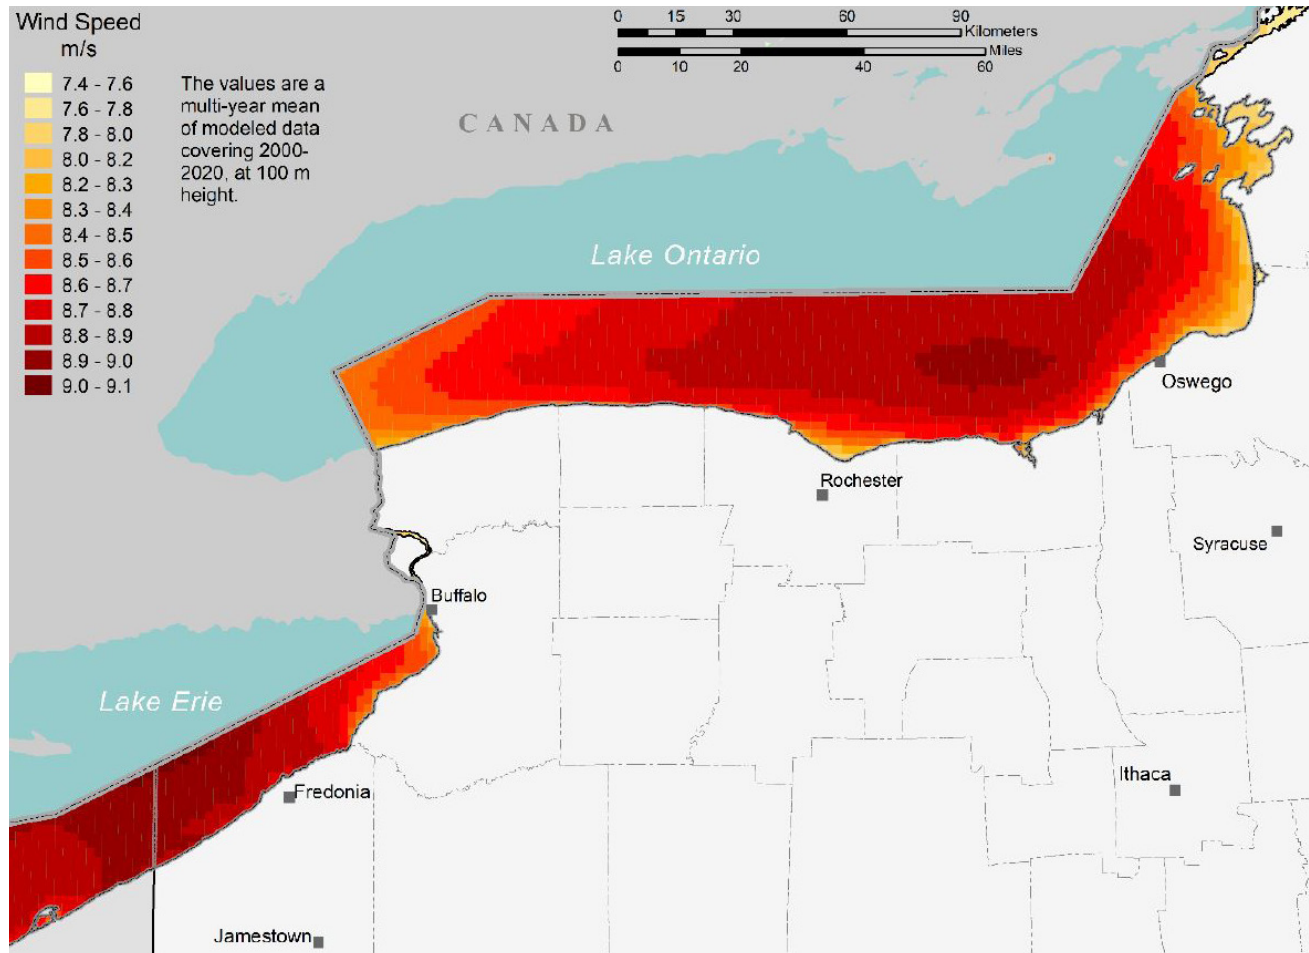 Wind Speed
m/s
7.4 - 7.6
7.6 - 7.8
7.8 - 8.0
8.0 - 8.2
8.2 - 8.3
8.3 - 8.4
8.4 - 8.5
8.5 - 8.6
8.6 - 8.7
8.7 - 8.8
8.8 - 8.9
8.9 - 9.0
9.0 - 9.1
The values are a
multi-year mean
of modeled data
covering 2000-
2020, at 100 m
height.
0 15 30 60 90
Kilometers
Miles
0 10 20 40 60
CANADA
Lake Ontario
Oswego
Rochester
Syracuse
Buffalo
Lake Erie
Fredonia
Ithaca
Jamestown